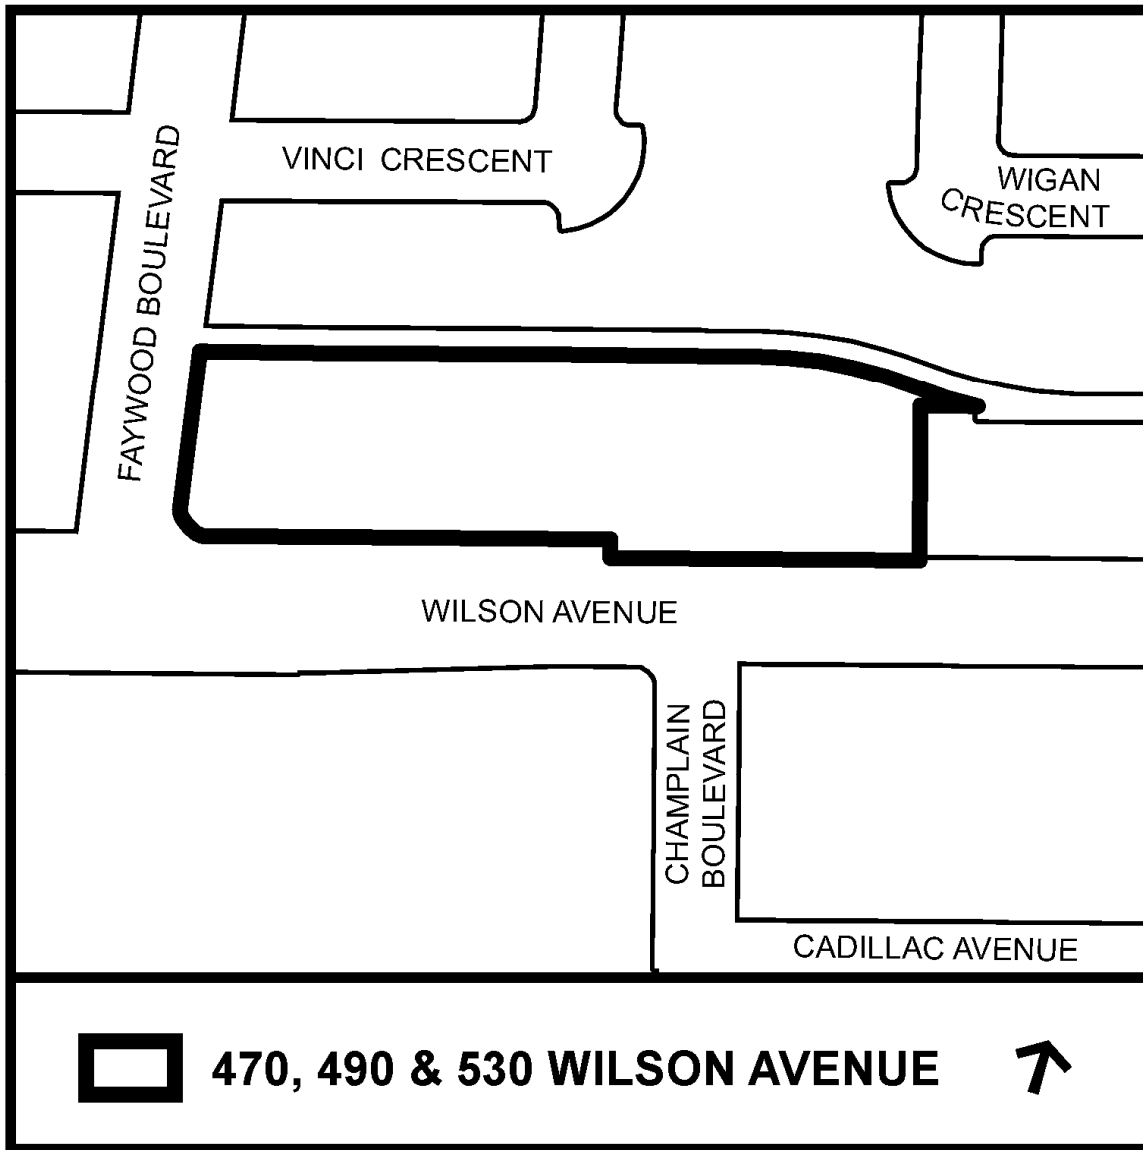 VINCI CRESCENT
WIGAN
CRESCENT
FAYWOOD BOULEVARD
WILSON AVENUE
CHAMPLAIN
BOULEVARD
CADILLAC AVENUE
470, 490 & 530 WILSON AVENUE